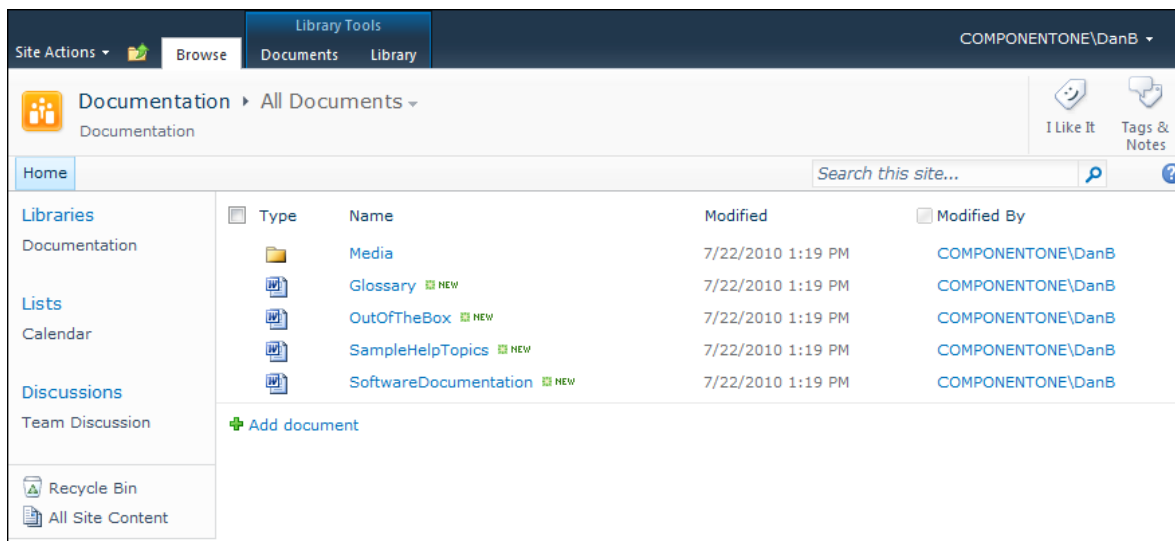 Library Tools
Site Actions Browse Documents Library COMPONENTONE\DanB
Documentation All Documents
Documentation
I Like It Tags & Notes
Home Search this site... ?
Libraries
Documentation
Lists
Calendar
Discussions
Team Discussion
Recycle Bin
All Site Content
Type Name Modified Modified By
Media 7/22/2010 1:19 PM COMPONENTONE\DanB
Glossary NEW 7/22/2010 1:19 PM COMPONENTONE\DanB
OutOfTheBox NEW 7/22/2010 1:19 PM COMPONENTONE\DanB
SampleHelpTopics NEW 7/22/2010 1:19 PM COMPONENTONE\DanB
SoftwareDocumentation NEW 7/22/2010 1:19 PM COMPONENTONE\DanB
Add document